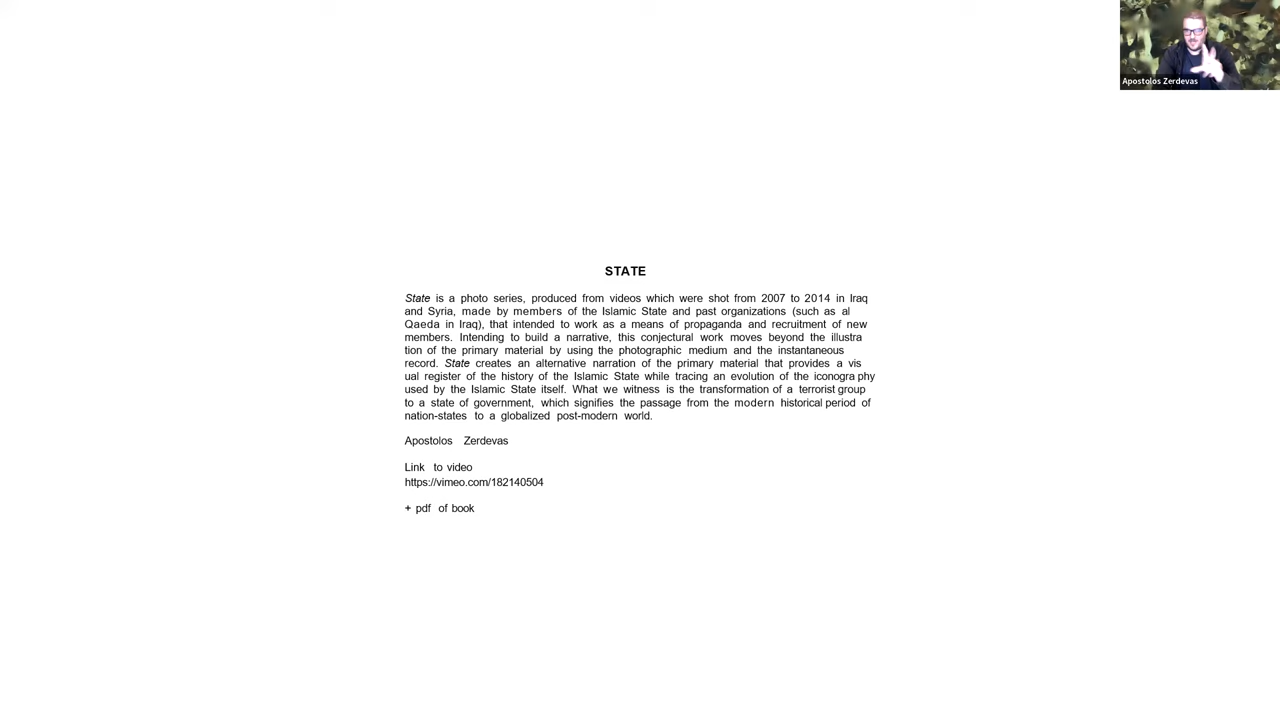 Apostolos Zerdevas
STATE
State is a photo series, produced from videos which were shot from 2007 to 2014 in Iraq
and Syria, made by members of the Islamic State and past organizations (such as al
Qaeda in Iraq), that intended to work as a means of propaganda and recruitment of new
members. Intending to build a narrative, this conjectural work moves beyond the illustra
tion of the primary material by using the photographic medium and the instantaneous
record. State creates an alternative narration of the primary material that provides a vis
ual register of the history of the Islamic State while tracing an evolution of the iconogra phy
used by the Islamic State itself. What we witness is the transformation of a terrorist group
to a state of government, which signifies the passage from the modern historical period of
nation-states to a globalized post-modern world.
Apostolos Zerdevas
Link to video
https://vimeo.com/182140504
+ pdf of book